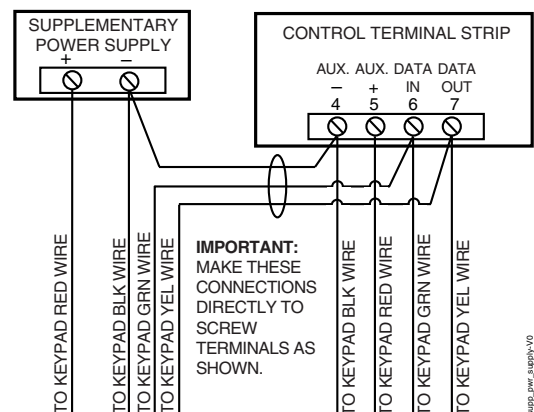 SUPPLEMENTARY
POWER SUPPLY
+ –
CONTROL TERMINAL STRIP
AUX. AUX. DATA DATA
– + IN OUT
4 5 6 7
IMPORTANT:
MAKE THESE
CONNECTIONS
DIRECTLY TO
SCREW
TERMINALS AS
SHOWN.
TO KEYPAD RED WIRE
TO KEYPAD BLK WIRE
TO KEYPAD GRN WIRE
TO KEYPAD YEL WIRE
TO KEYPAD BLK WIRE
TO KEYPAD RED WIRE
TO KEYPAD GRN WIRE
TO KEYPAD YEL WIRE
supp_pwr_supply-V0